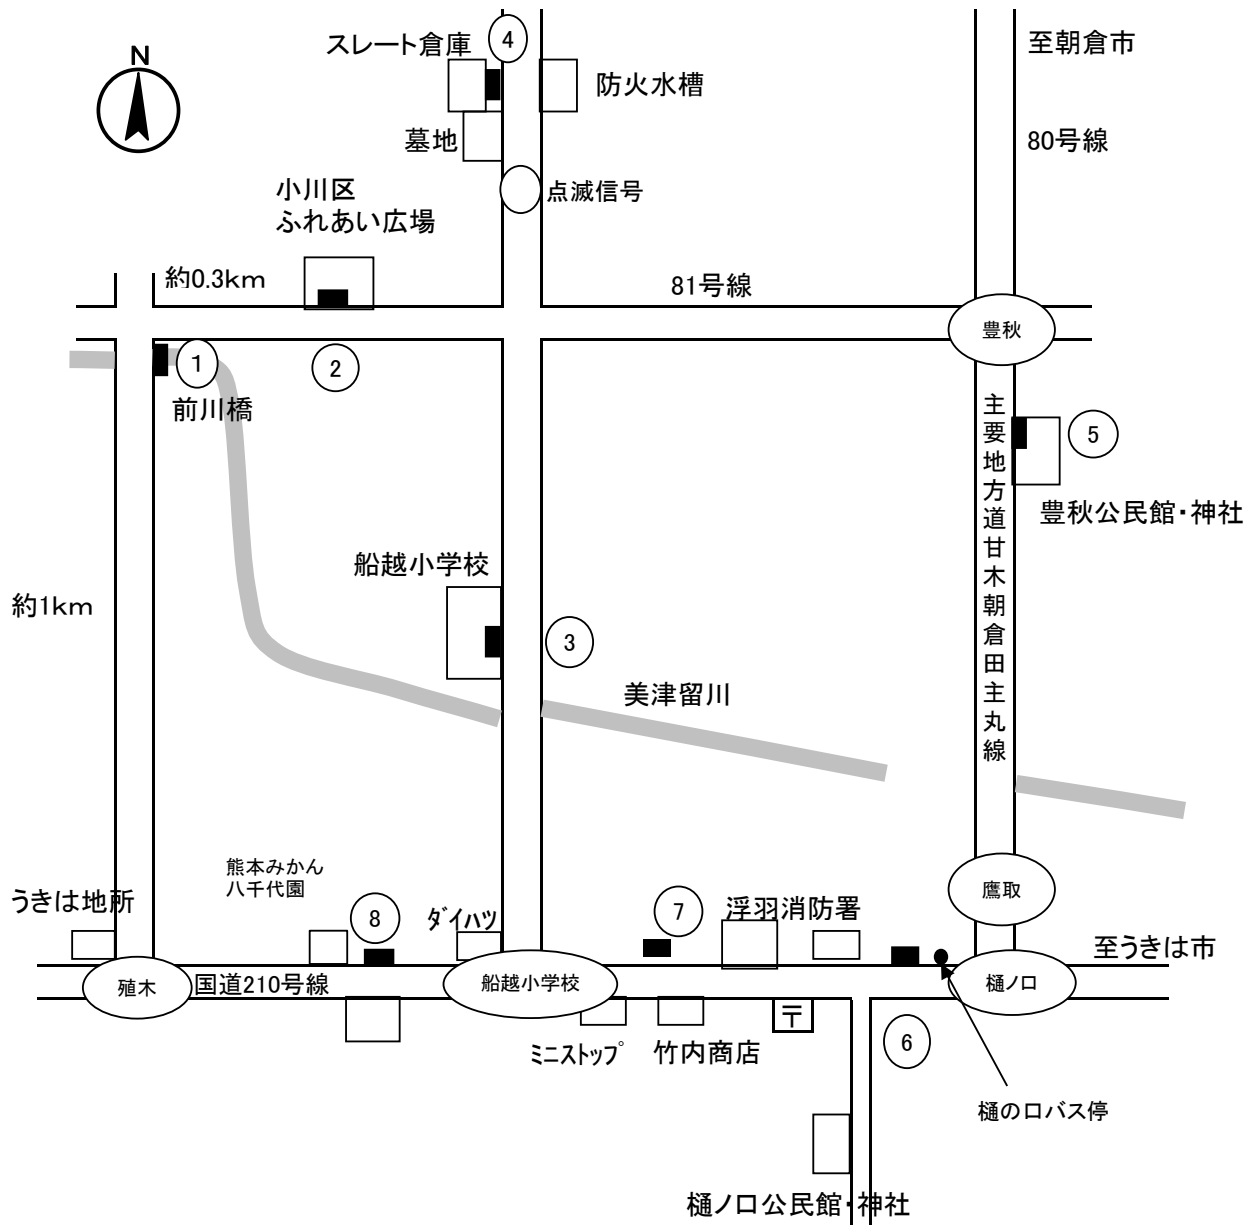 N
スレート倉庫
4
至朝倉市
防火水槽
80号線
墓地
小川区
ふれあい広場
点滅信号
約0.3km
81号線
豊秋
1
2
前川橋
5
主要地方道甘木朝倉田主丸線
豊秋公民館・神社
船越小学校
約1km
3
美津留川
熊本みかん
八千代園
うきは地所
8
ダイハツ
7
浮羽消防署
鷹取
至うきは市
殖木
国道210号線
船越小学校
樋ノ口
〒
ミニストップ
竹内商店
6
樋のロバス停
樋ノ口公民館・神社